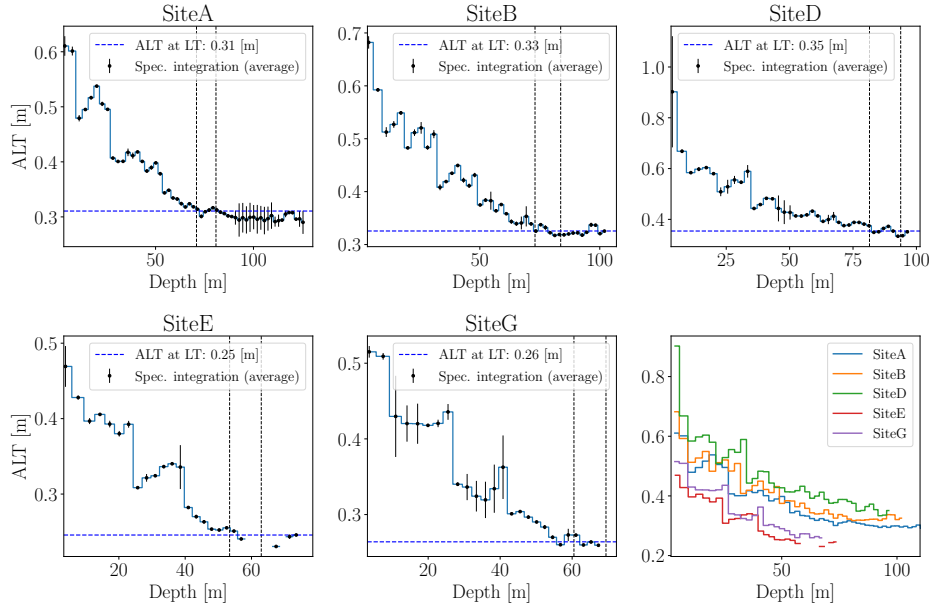 SiteA
ALT [m]
0.6
0.5
0.4
0.3
ALT at LT: 0.31 [m]
Spec. integration (average)
50
100
Depth [m]
SiteB
0.7
0.6
0.5
0.4
0.3
ALT at LT: 0.33 [m]
Spec. integration (average)
50
100
Depth [m]
SiteD
1.0
0.8
0.6
0.4
ALT at LT: 0.35 [m]
Spec. integration (average)
25
50
75
100
Depth [m]
SiteE
ALT [m]
0.5
0.4
0.3
ALT at LT: 0.25 [m]
Spec. integration (average)
20
40
60
Depth [m]
SiteG
0.5
0.4
0.3
ALT at LT: 0.26 [m]
Spec. integration (average)
20
40
60
Depth [m]
0.8
0.6
0.4
0.2
SiteA
SiteB
SiteD
SiteE
SiteG
50
100
Depth [m]